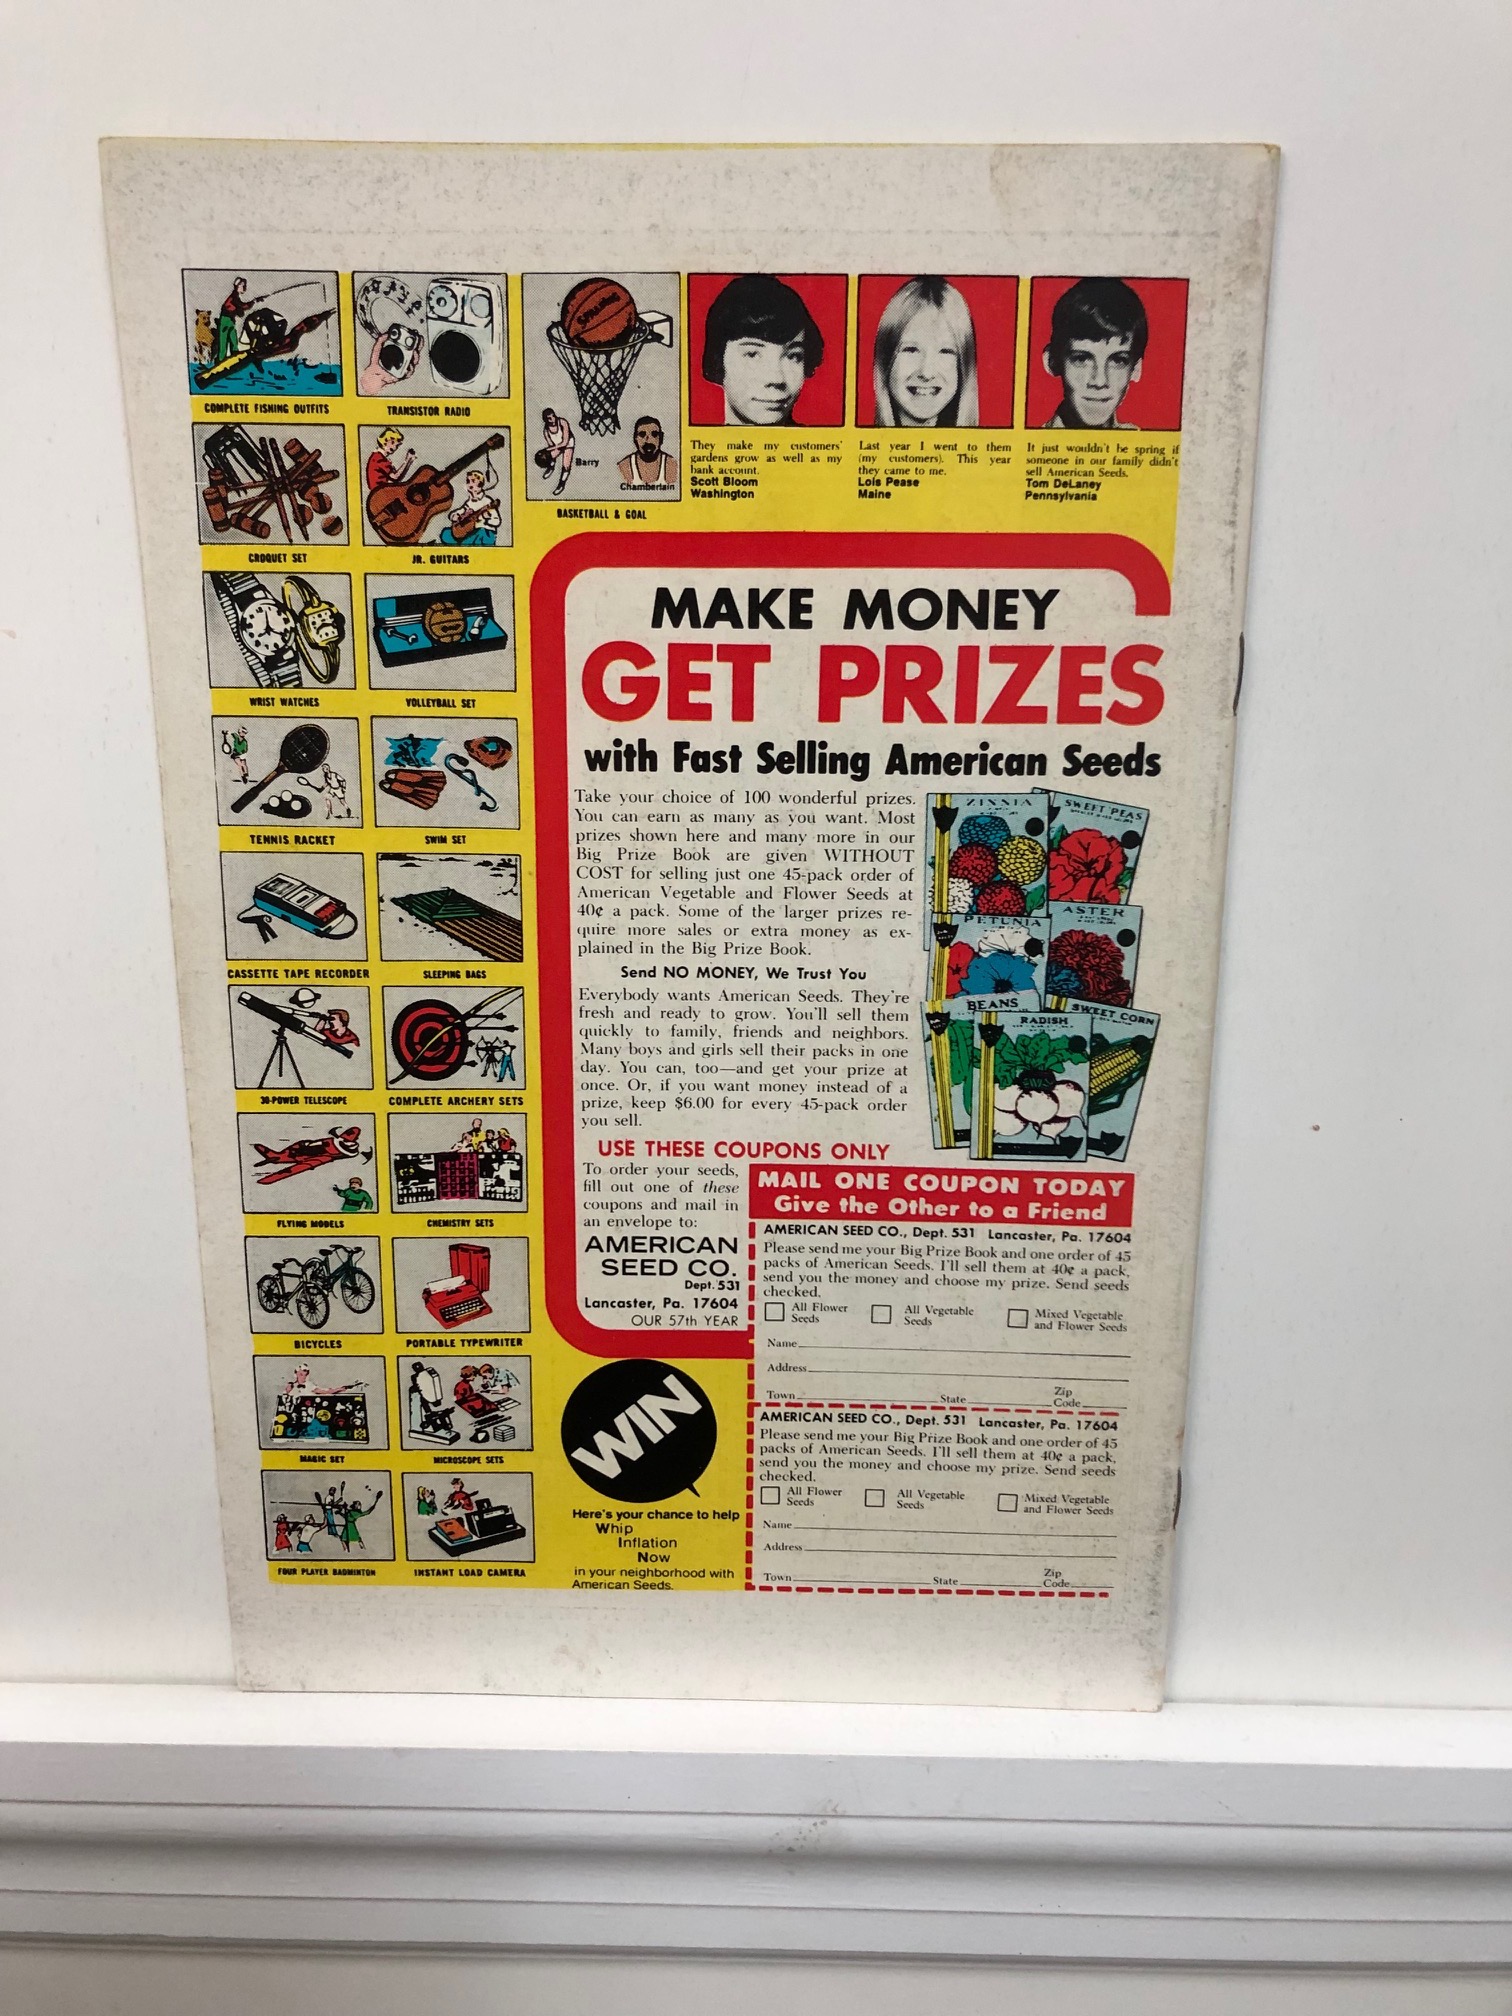 COMPLETE FISHING OUTFITS
TRANSISTOR RADIO
CROQUET SET
JR. GUITARS
WRIST WATCHES
VOLLEYBALL SET
TENNIS RACKET
SWIM SET
CASSETTE TAPE RECORDER
SLEEPING BAGS
30-POWER TELESCOPE
COMPLETE ARCHERY SETS
FLYING MODELS
CHEMISTRY SETS
BICYCLES
PORTABLE TYPEWRITER
MAGIC SET
MICROSCOPE SETS
FOUR PLAYER BADMINTON
INSTANT LOAD CAMERA
SPALDING
Barry
Chamberlain
BASKETBALL & GOAL
They make my customers'
gardens grow as well as my
bank account.
Scott Bloom
Washington
Last year I went to them
(my customers). This year
they came to me.
Lois Pease
Maine
It just wouldn't be spring if
someone in our family didn't
sell American Seeds.
Tom DeLaney
Pennsylvania
MAKE MONEY
GET PRIZES
with Fast Selling American Seeds
Take your choice of 100 wonderful prizes.
You can earn as many as you want. Most
prizes shown here and many more in our
Big Prize Book are given WITHOUT
COST for selling just one 45-pack order of
American Vegetable and Flower Seeds at
40¢ a pack. Some of the larger prizes re-
quire more sales or extra money as ex-
plained in the Big Prize Book.
Send NO MONEY, We Trust You
Everybody wants American Seeds. They're
fresh and ready to grow. You'll sell them
quickly to family, friends and neighbors.
Many boys and girls sell their packs in one
day. You can, too—and get your prize at
once. Or, if you want money instead of a
prize, keep $6.00 for every 45-pack order
you sell.
ZINNIA
SWEET PEAS
PETUNIA
ASTER
BEANS
RADISH
SWEET CORN
USE THESE COUPONS ONLY
To order your seeds,
fill out one of these
coupons and mail in
an envelope to:
AMERICAN
SEED CO.
Dept. 531
Lancaster, Pa. 17604
OUR 57th YEAR
WIN
Here's your chance to help
Whip
Inflation
Now
in your neighborhood with
American Seeds.
MAIL ONE COUPON TODAY
Give the Other to a Friend
AMERICAN SEED CO., Dept. 531 Lancaster, Pa. 17604
Please send me your Big Prize Book and one order of 45
packs of American Seeds. I'll sell them at 40¢ a pack,
send you the money and choose my prize. Send seeds
checked.
All Flower Seeds
All Vegetable Seeds
Mixed Vegetable and Flower Seeds
Name
Address
Town State Zip Code
AMERICAN SEED CO., Dept. 531 Lancaster, Pa. 17604
Please send me your Big Prize Book and one order of 45
packs of American Seeds. I'll sell them at 40¢ a pack,
send you the money and choose my prize. Send seeds
checked.
All Flower Seeds
All Vegetable Seeds
Mixed Vegetable and Flower Seeds
Name
Address
Town State Zip Code